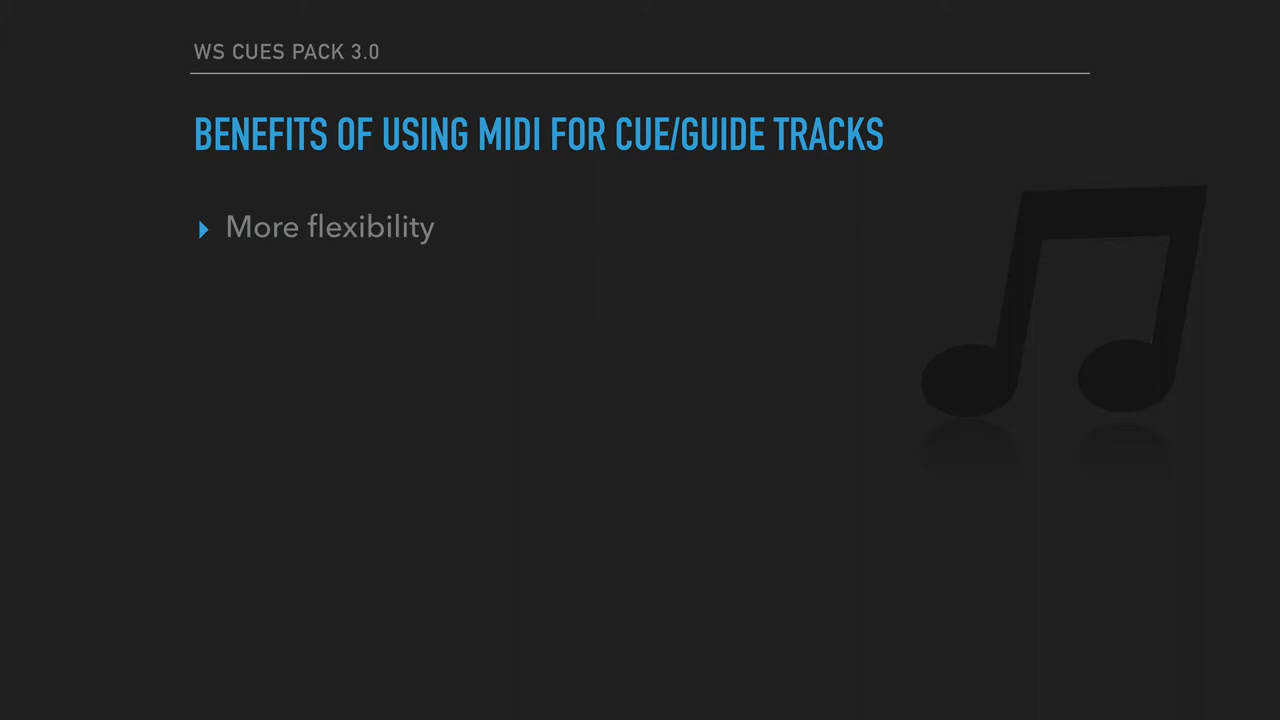 WS CUES PACK 3.0
BENEFITS OF USING MIDI FOR CUE/GUIDE TRACKS
More flexibility